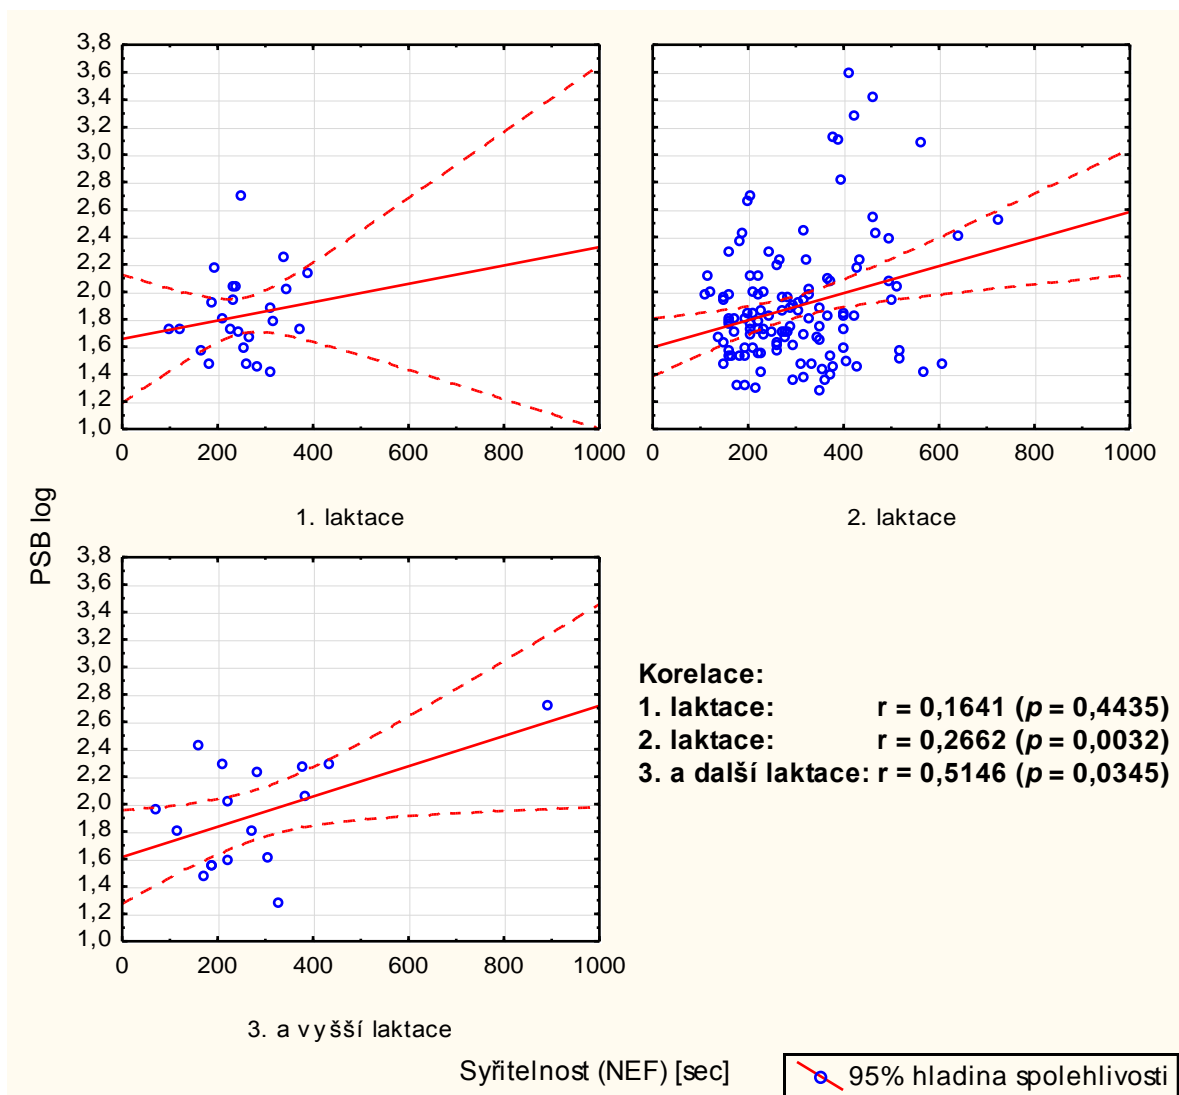 3,8
3,6
3,4
3,2
3,0
2,8
2,6
2,4
2,2
2,0
1,8
1,6
1,4
1,2
1,0
0 200 400 600 800 1000
1. laktace
0 200 400 600 800 1000
2. laktace
PSB log
3,8
3,6
3,4
3,2
3,0
2,8
2,6
2,4
2,2
2,0
1,8
1,6
1,4
1,2
1,0
0 200 400 600 800 1000
3. a vyšší laktace
Korelace:
1. laktace: r = 0,1641 (p = 0,4435)
2. laktace: r = 0,2662 (p = 0,0032)
3. a další laktace: r = 0,5146 (p = 0,0345)
Syřitelnost (NEF) [sec]
95% hladina spolehlivosti